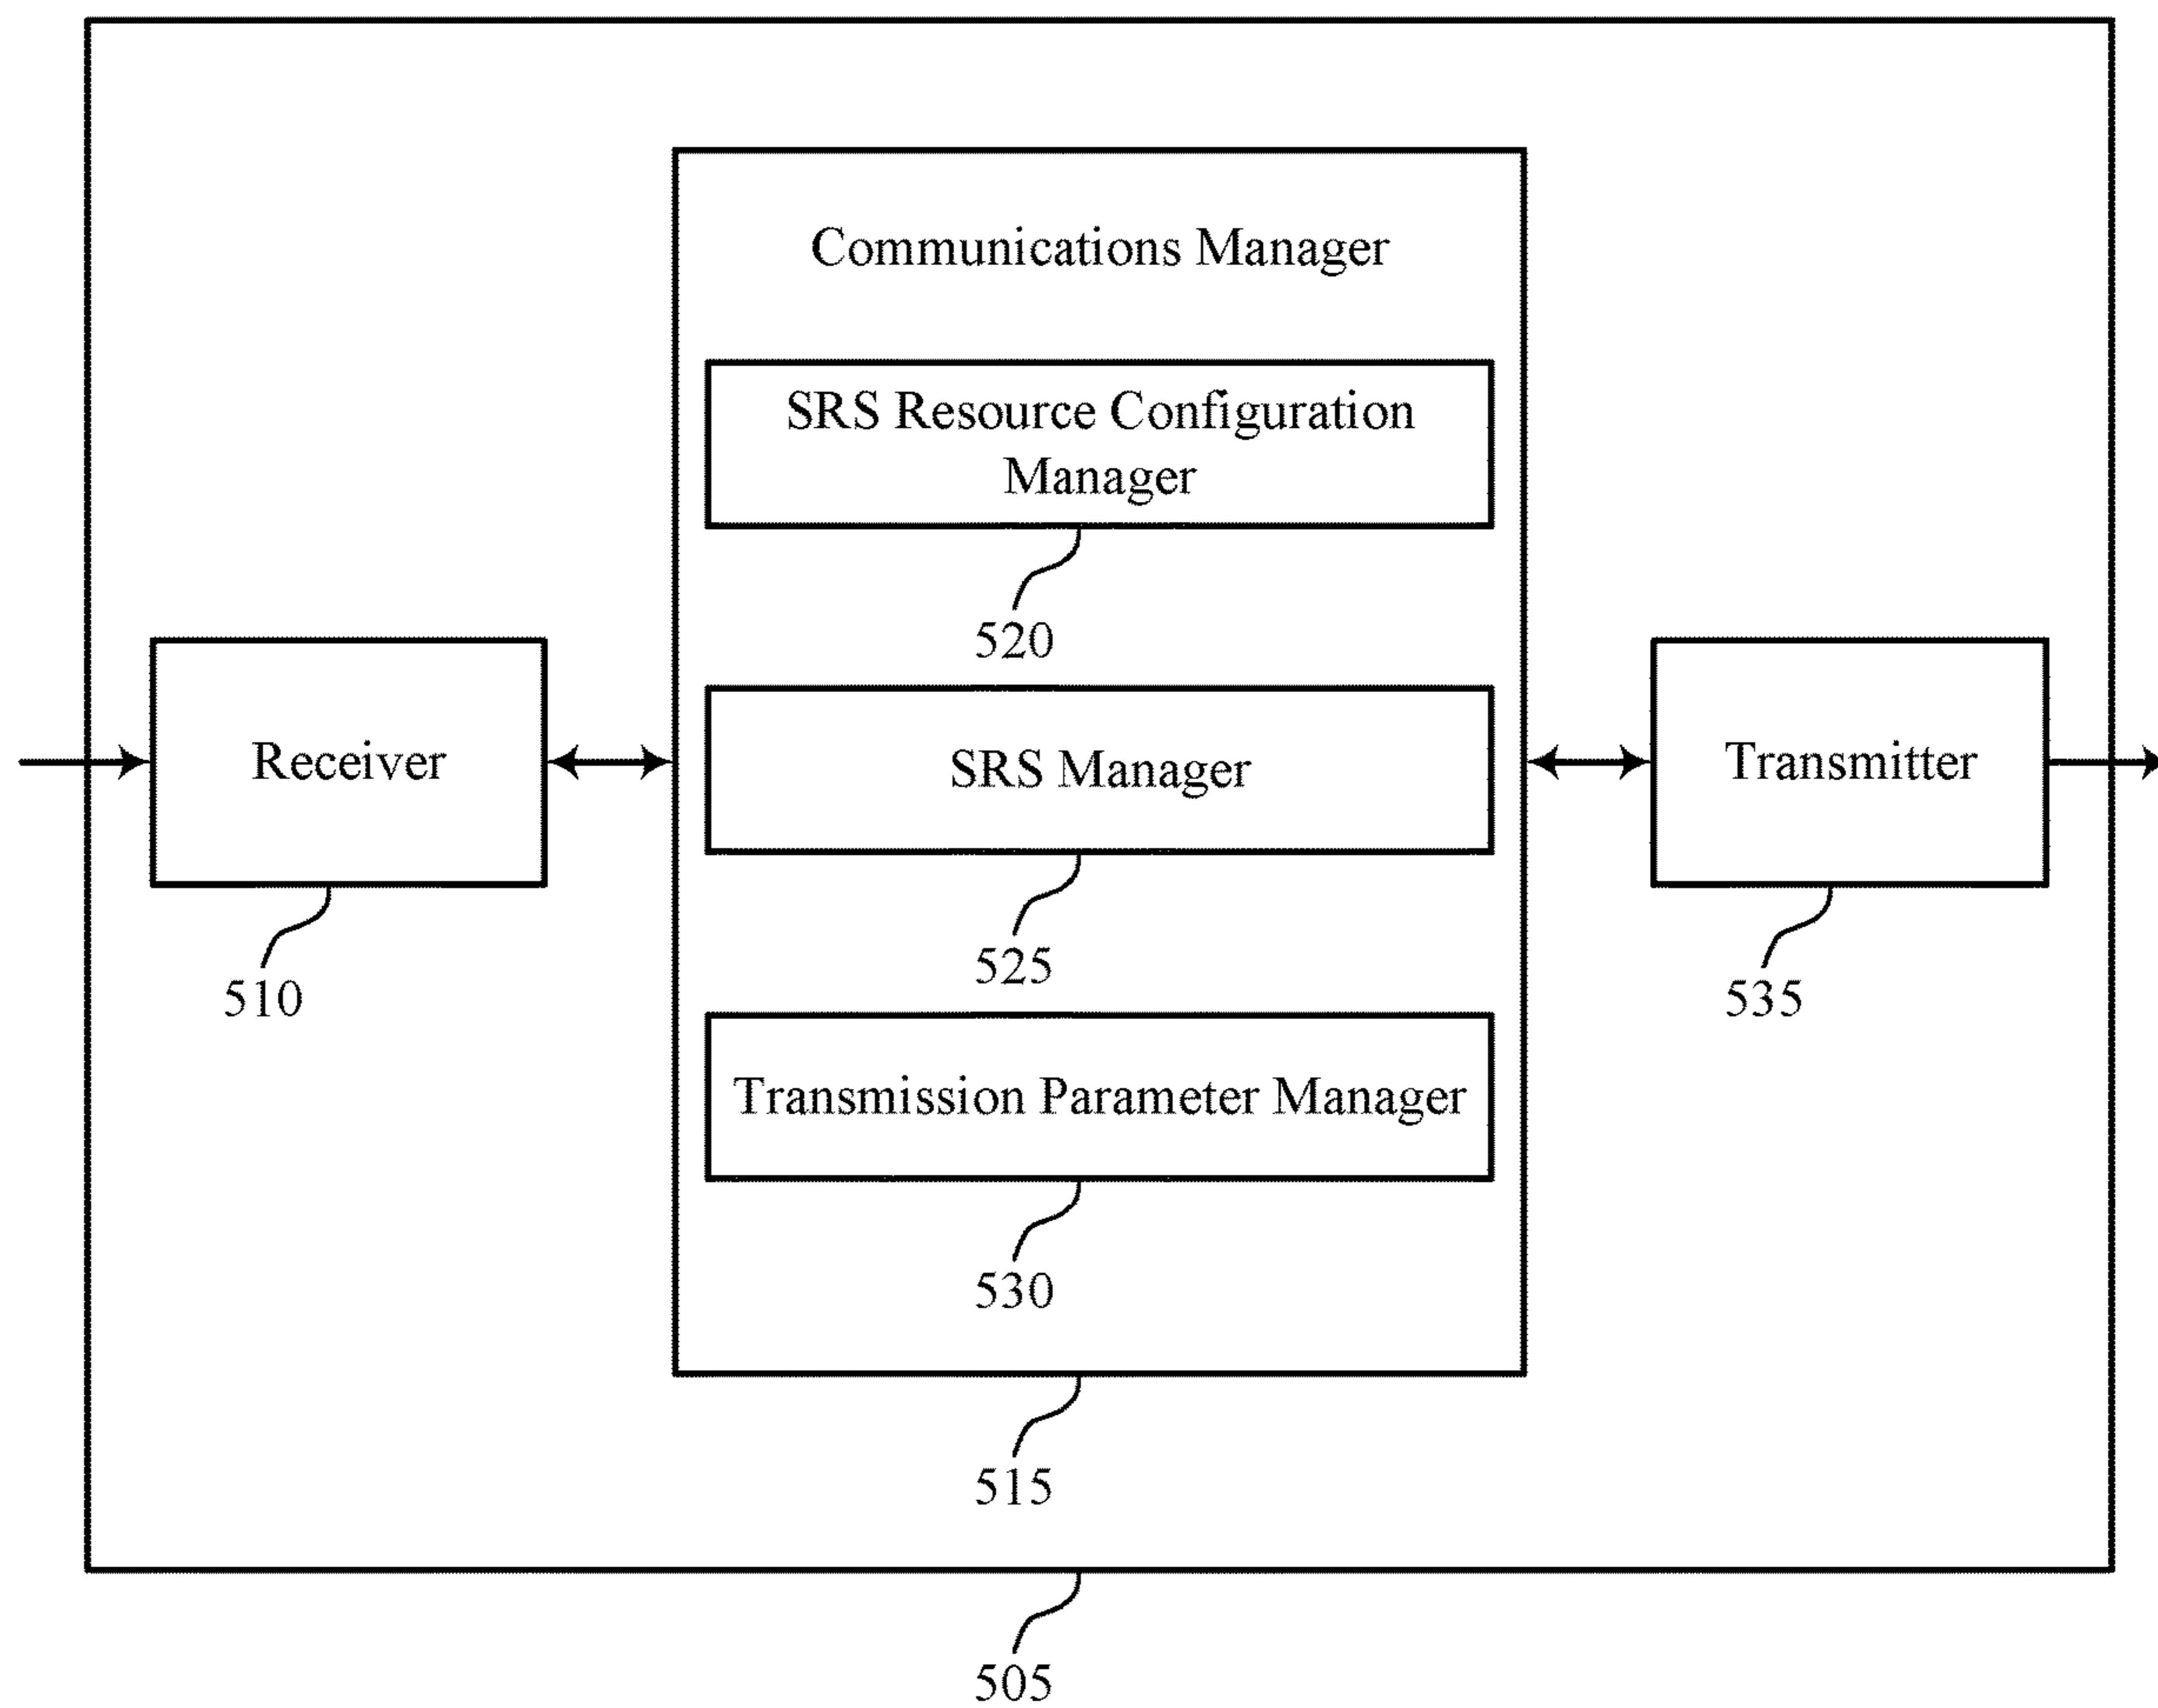 Communications Manager
SRS Resource Configuration
Manager
520
Receiver
510
SRS Manager
525
Transmitter
535
Transmission Parameter Manager
530
515
505